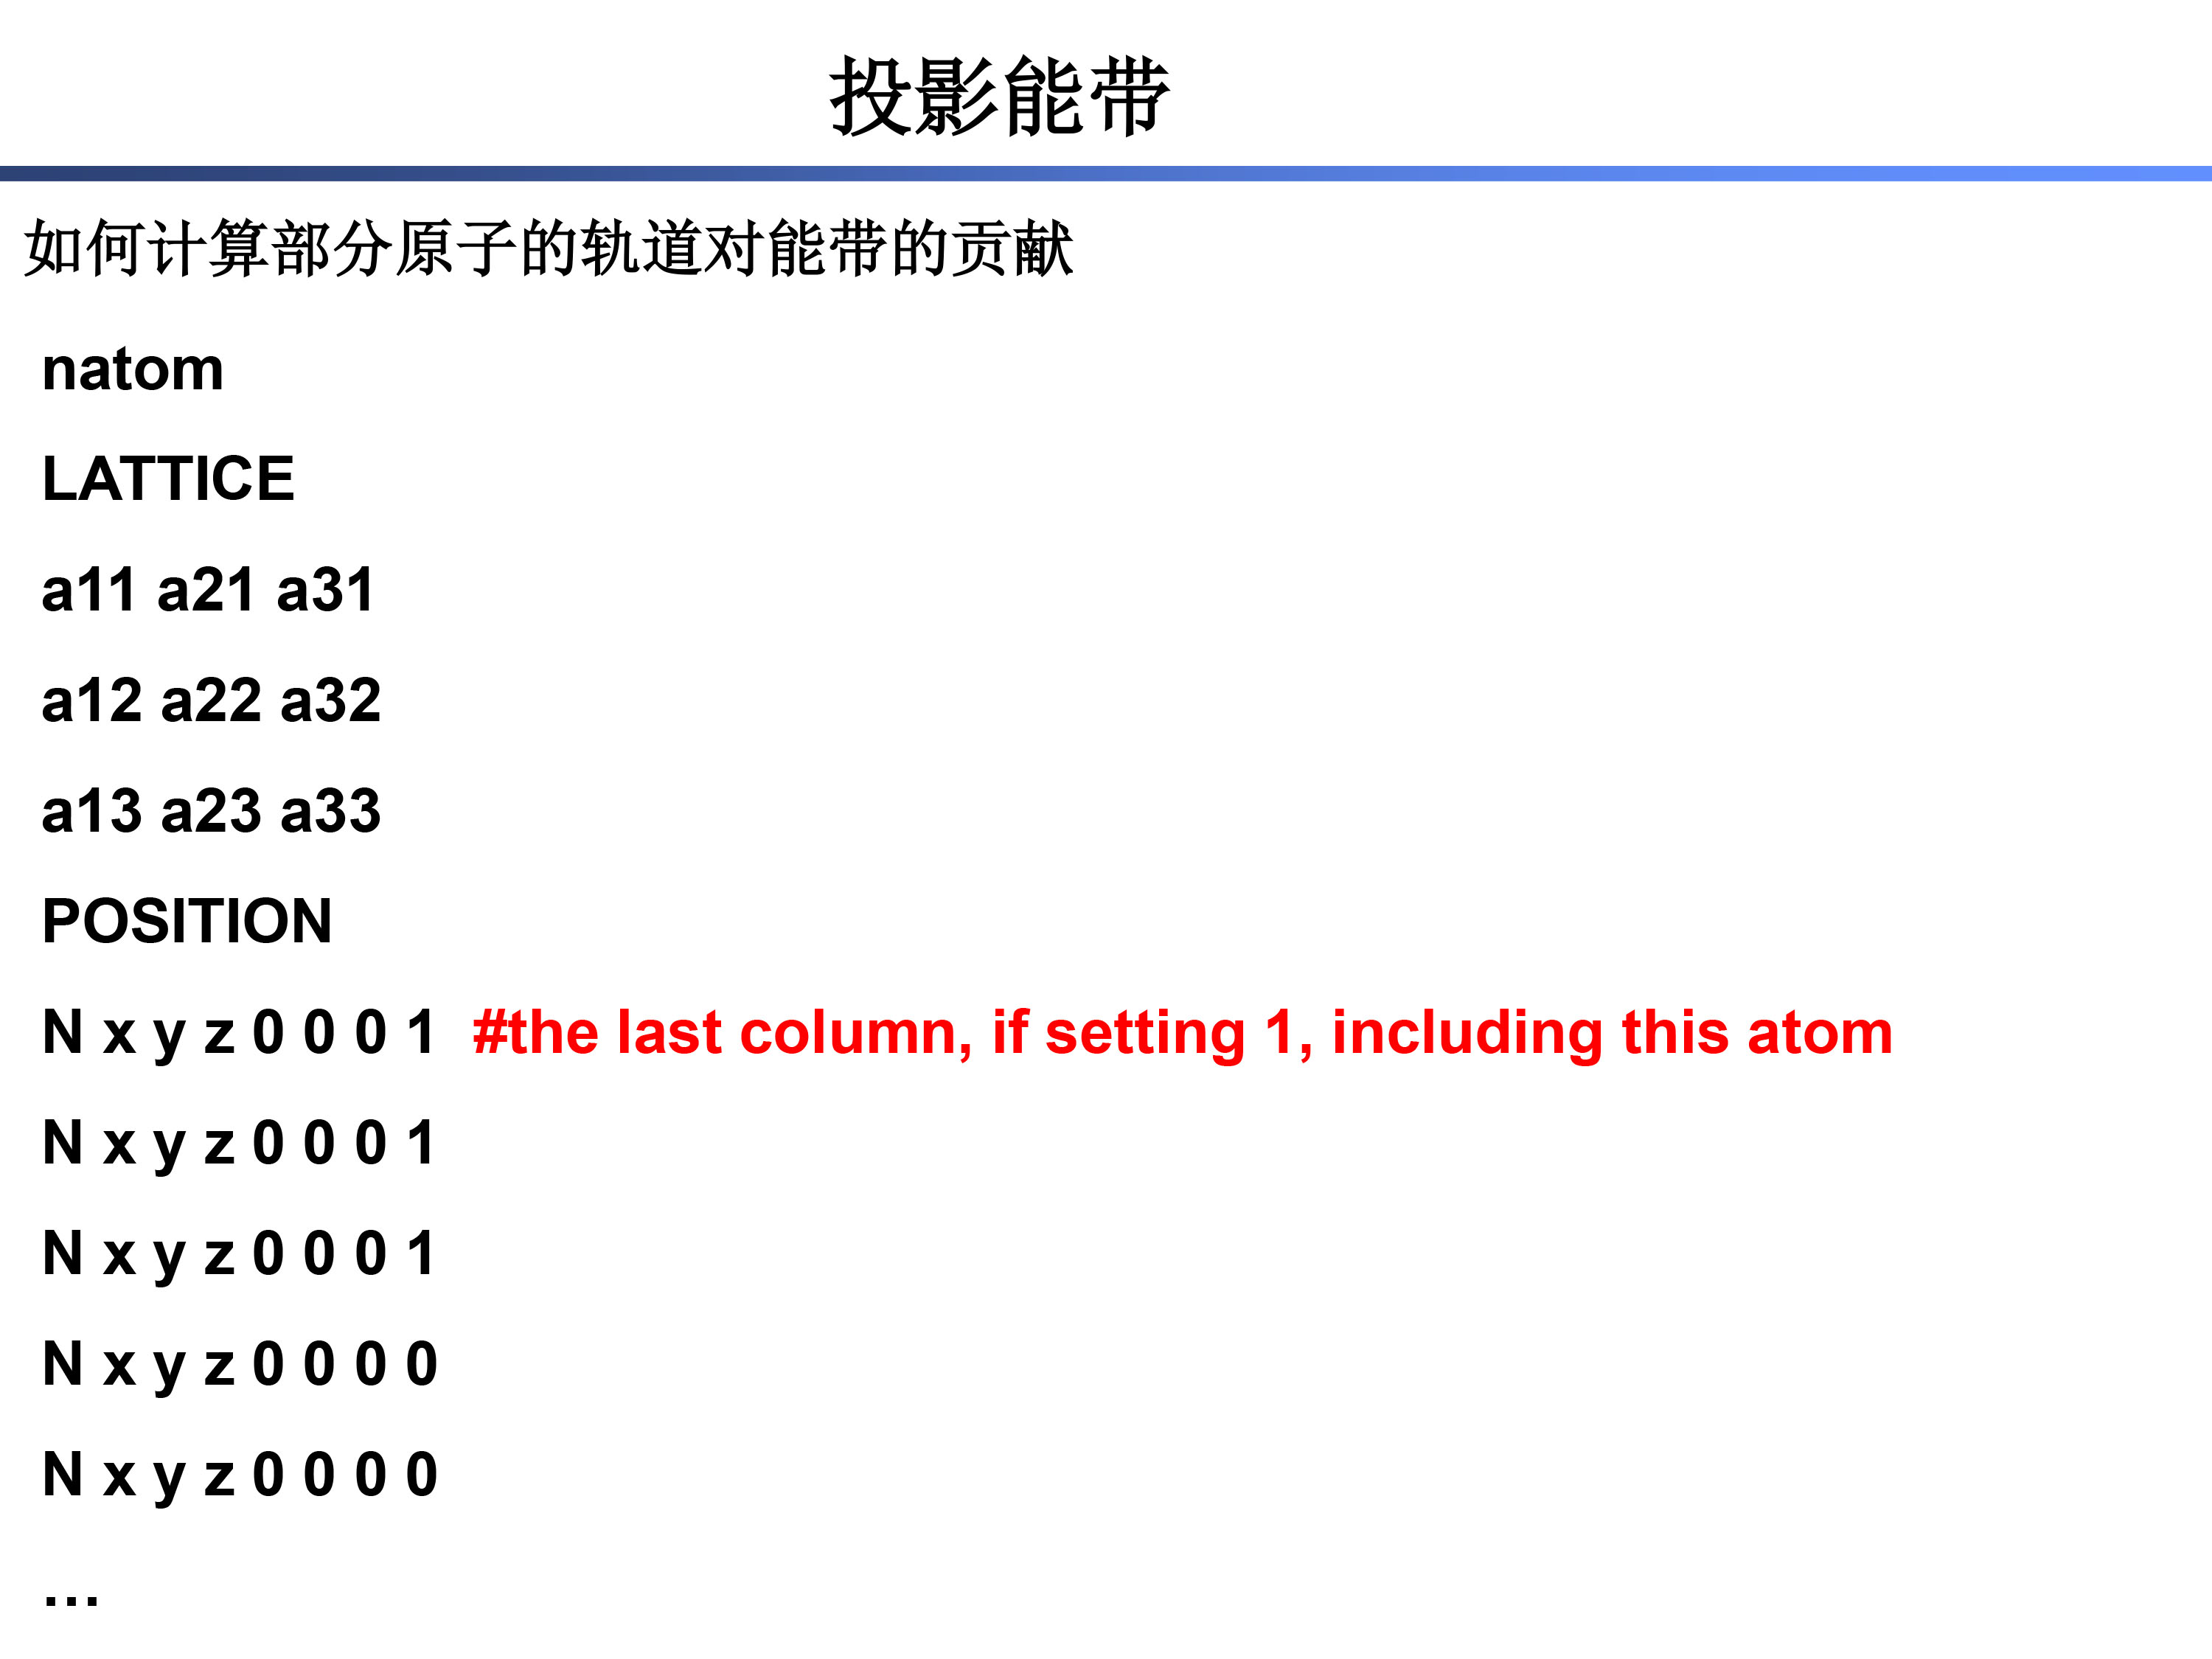 投影能带
如何计算部分原子的轨道对能带的贡献
natom
LATTICE
a11 a21 a31
a12 a22 a32
a13 a23 a33
POSITION
N x y z 0 0 0 1 #the last column, if setting 1, including this atom
N x y z 0 0 0 1
N x y z 0 0 0 1
N x y z 0 0 0 0
N x y z 0 0 0 0
…